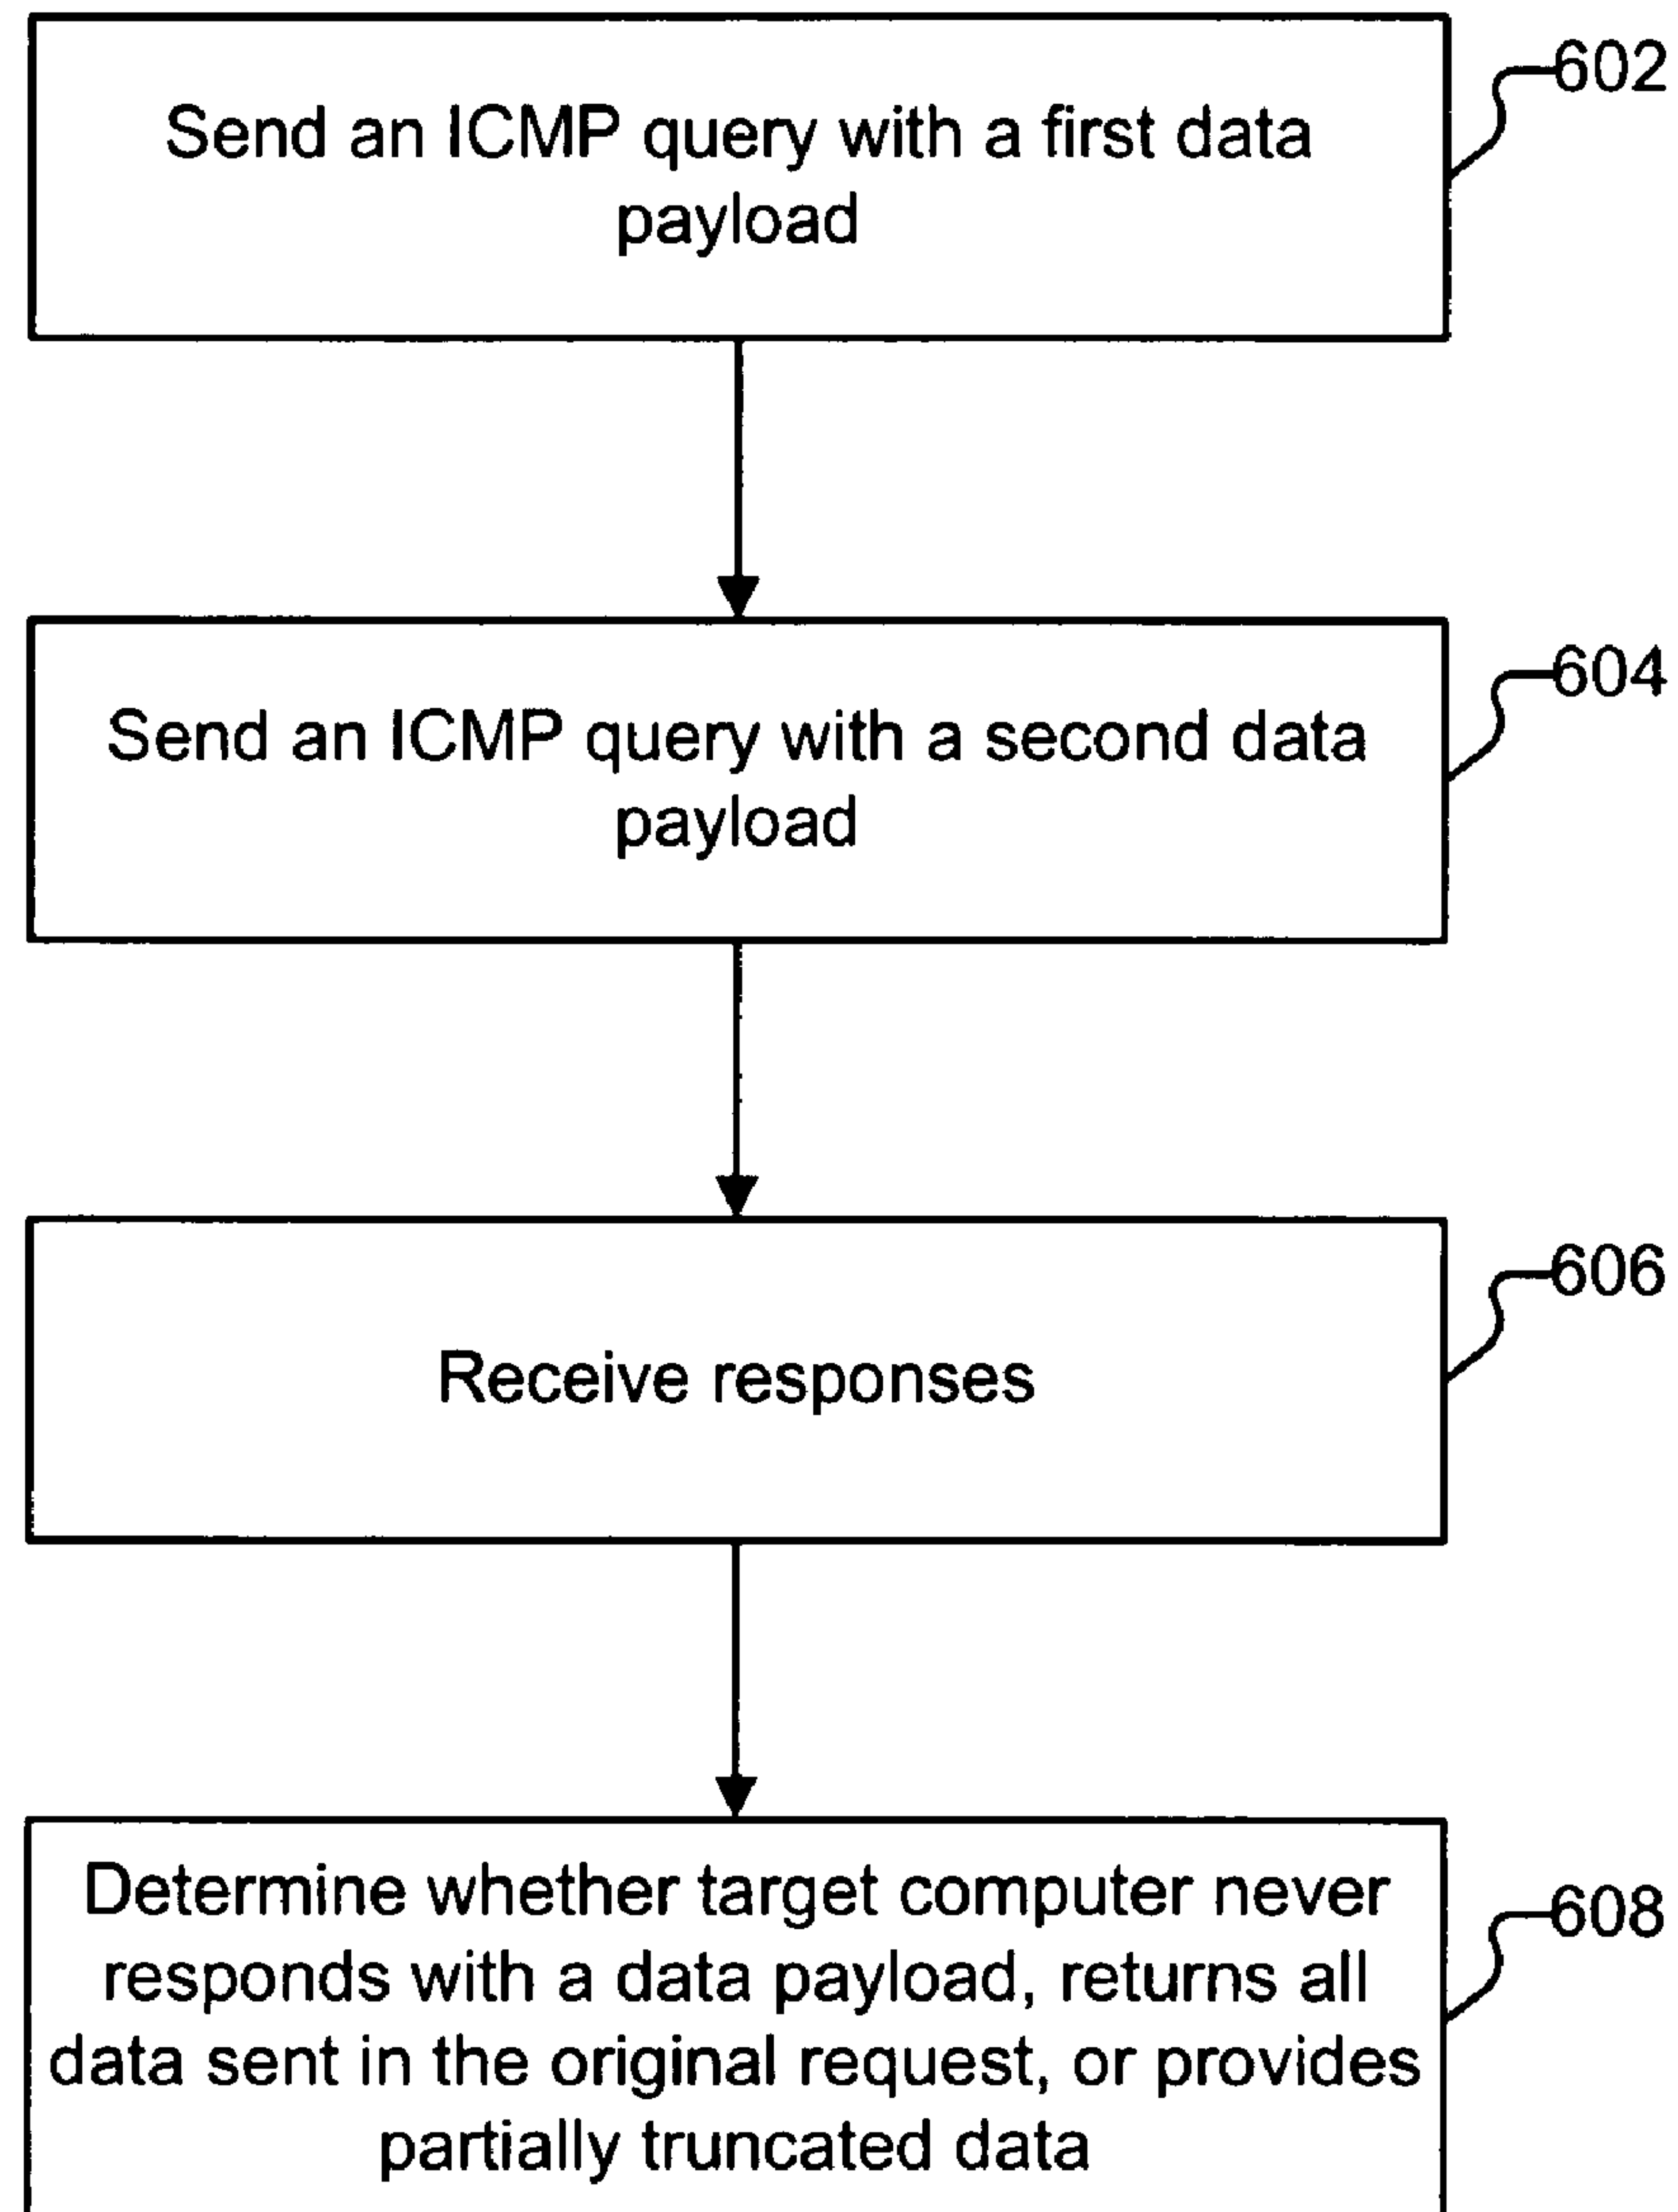 602
Send an ICMP query with a first data
payload
604
Send an ICMP query with a second data
payload
606
Receive responses
608
Determine whether target computer never
responds with a data payload, returns all
data sent in the original request, or provides
partially truncated data